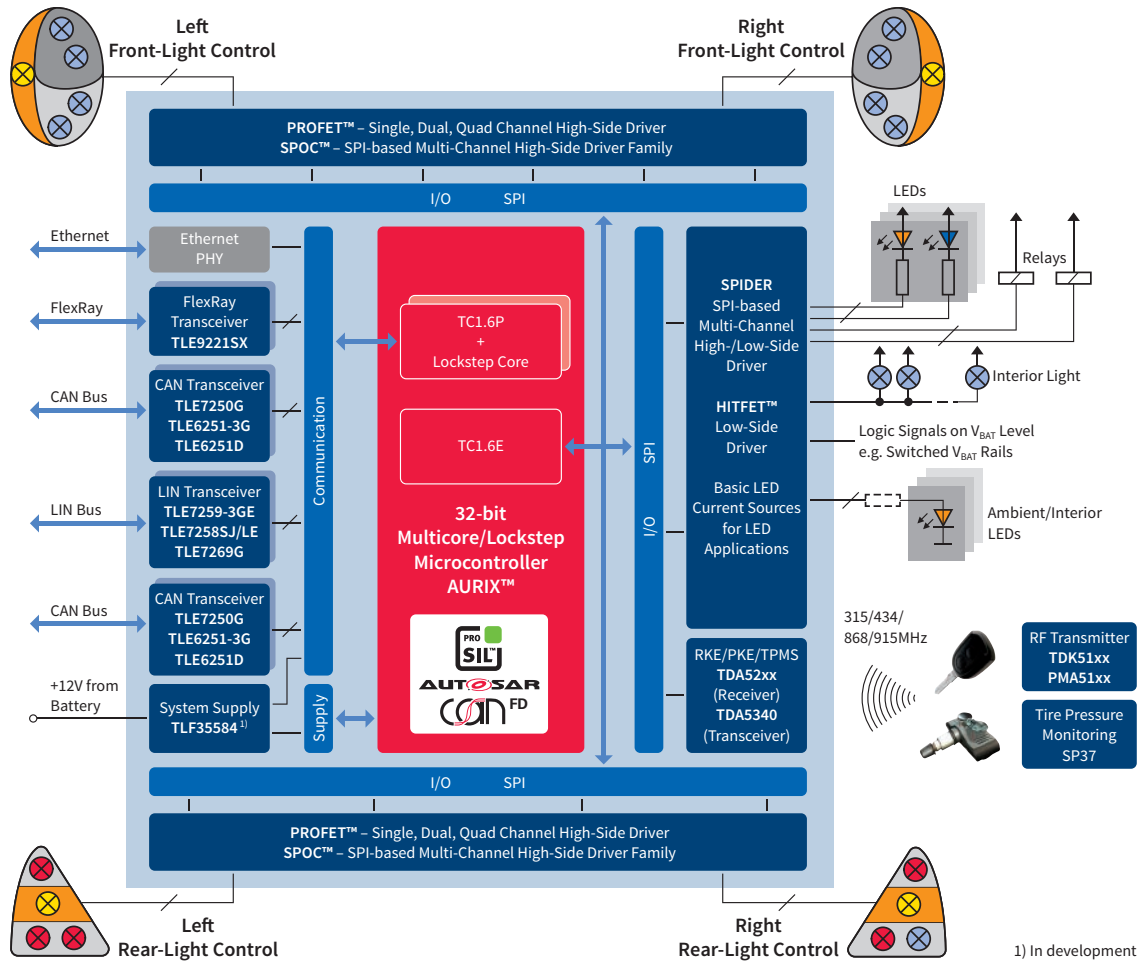 Left
Front-Light Control
Right
Front-Light Control
PROFET™ – Single, Dual, Quad Channel High-Side Driver
SPOC™ – SPI-based Multi-Channel High-Side Driver Family
I/O SPI
Ethernet
Ethernet
PHY
FlexRay
FlexRay
Transceiver
TLE9221SX
CAN Bus
CAN Transceiver
TLE7250G
TLE6251-3G
TLE6251D
LIN Bus
LIN Transceiver
TLE7259-3GE
TLE7258SJ/LE
TLE7269G
CAN Bus
CAN Transceiver
TLE7250G
TLE6251-3G
TLE6251D
+12V from
Battery
System Supply
TLF35584 1)
Communication
Supply
TC1.6P
+
Lockstep Core
TC1.6E
32-bit
Multicore/Lockstep
Microcontroller
AURIX™
PRO
SIL™
AUTOSAR
CAN FD
I/O SPI
SPIDER
SPI-based
Multi-Channel
High-/Low-Side
Driver
HITFET™
Low-Side
Driver
Basic LED
Current Sources
for LED
Applications
RKE/PKE/TPMS
TDA52xx
(Receiver)
TDA5340
(Transceiver)
LEDs
Relays
Interior Light
Logic Signals on VBAT Level
e.g. Switched VBAT Rails
Ambient/Interior
LEDs
315/434/
868/915MHz
RF Transmitter
TDK51xx
PMA51xx
Tire Pressure
Monitoring
SP37
I/O SPI
PROFET™ – Single, Dual, Quad Channel High-Side Driver
SPOC™ – SPI-based Multi-Channel High-Side Driver Family
Left
Rear-Light Control
Right
Rear-Light Control
1) In development